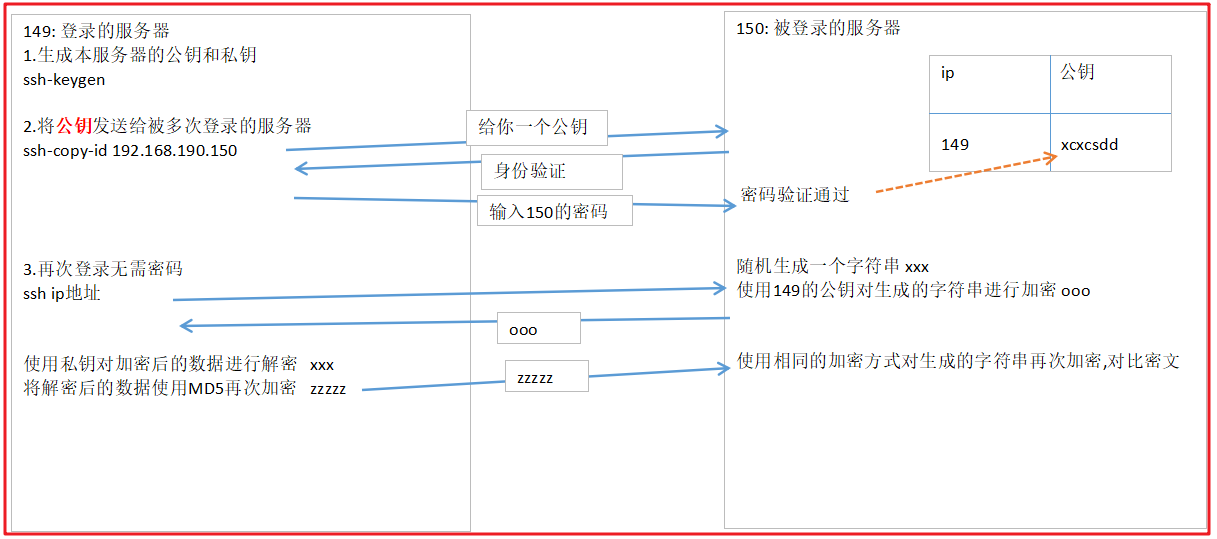 149: 登录的服务器
1.生成本服务器的公钥和私钥
ssh-keygen
2.将公钥发送给被多次登录的服务器
ssh-copy-id 192.168.190.150
给你一个公钥
身份验证
输入150的密码
150: 被登录的服务器
ip 公钥
149 xcxcsdd
密码验证通过
3.再次登录无需密码
ssh ip地址
随机生成一个字符串 xxx
使用149的公钥对生成的字符串进行加密 ooo
ooo
使用私钥对加密后的数据进行解密 xxx
将解密后的数据使用MD5再次加密 zzzzz
zzzzz
使用相同的加密方式对生成的字符串再次加密,对比密文